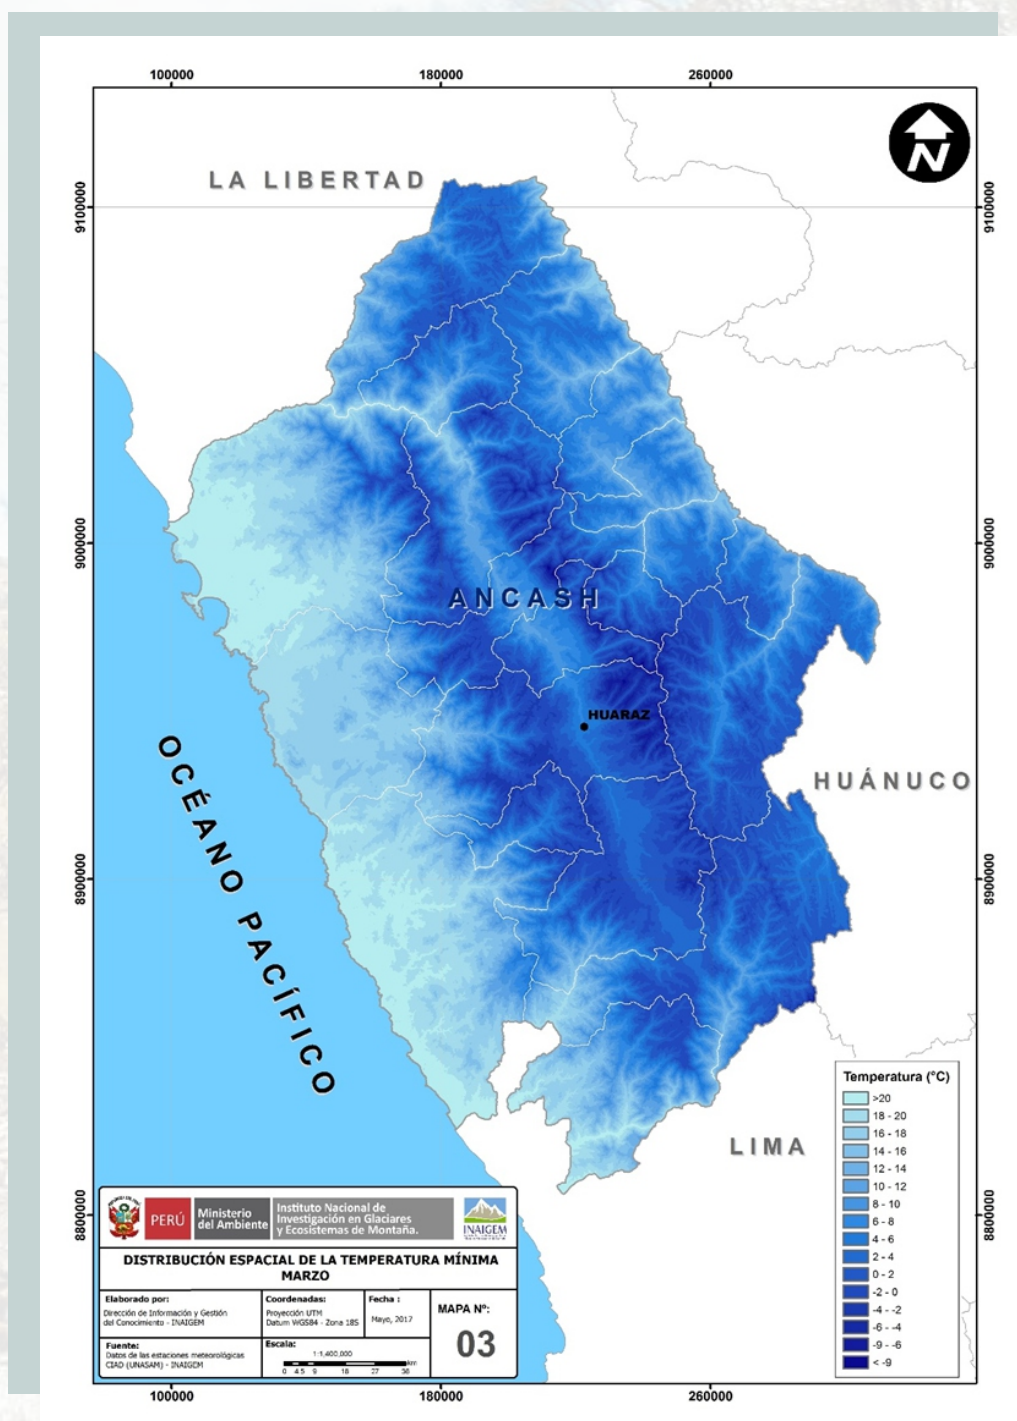 100000 180000 260000
LA LIBERTAD
N
9100000 9100000
9000000 9000000
ANCASH
HUARAZ
HUÁNUCO
OCÉANO PACÍFICO
8900000 8900000
LIMA
8800000 8800000
Temperatura (°C)
>20
18 - 20
16 - 18
14 - 16
12 - 14
10 - 12
8 - 10
6 - 8
4 - 6
2 - 4
0 - 2
-2 - 0
-4 - -2
-6 - -4
-9 - -6
< -9
PERÚ
Ministerio
del Ambiente
Instituto Nacional de
Investigación en Glaciares
y Ecosistemas de Montaña.
INAIGEM
DISTRIBUCIÓN ESPACIAL DE LA TEMPERATURA MÍNIMA
MARZO
Elaborado por:
Dirección de Información y Gestión
del Conocimiento - INAIGEM
Coordenadas:
Proyección UTM
Datum WGS84 - Zona 18S
Fecha :
Mayo, 2017
MAPA Nº:
03
Fuente:
Datos de las estaciones meteorológicas
CIAD (UNASAM) - INAIGEM
Escala:
1:1,400,000
km
0 4.5 9 18 27 36
100000 180000 260000